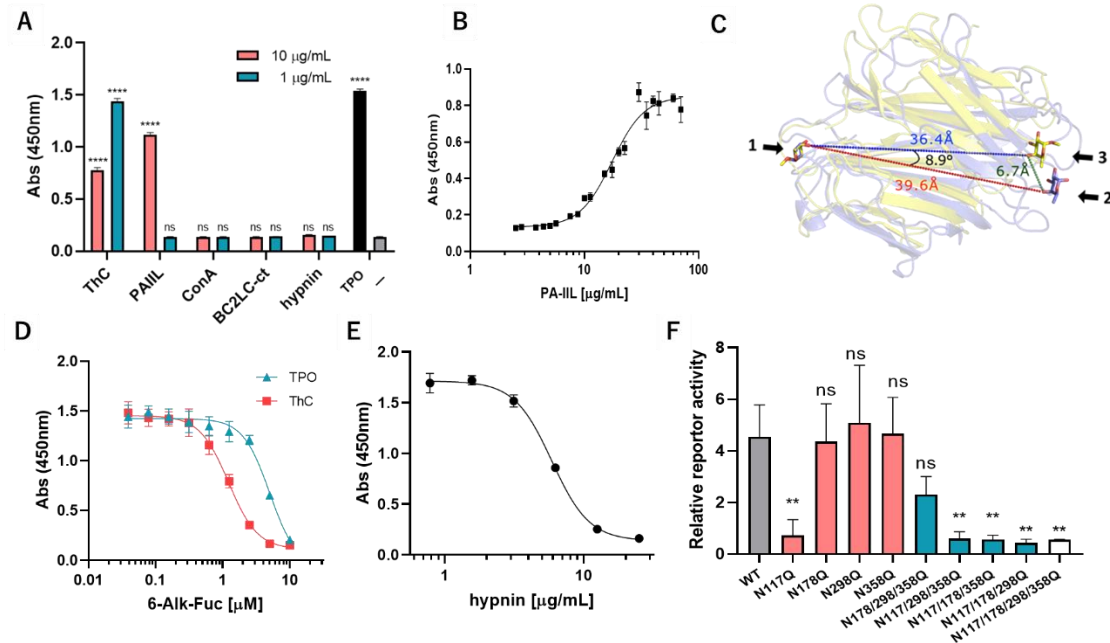 A
2.0
1.5
1.0
0.5
0.0
Abs (450nm)
10 μg/mL
1 μg/mL
****
****
****
ns
ns
ns
ns
ns
ns
ns
****
ThC
PAIIL
ConA
BC2LC-ct
hypnin
TPO
—
B
1.0
0.8
0.6
0.4
0.2
0.0
Abs (450nm)
1
10
100
PA-IIL [μg/mL]
C
1
36.4Å
8.9°
39.6Å
6.7Å
3
2
D
2.0
1.5
1.0
0.5
0.0
Abs (450nm)
TPO
ThC
0.01
0.1
1
10
6-Alk-Fuc [μM]
E
2.0
1.5
1.0
0.5
0.0
Abs (450nm)
1
10
hypnin [μg/mL]
F
8
6
4
2
0
Relative reportor activity
**
ns
ns
ns
ns
**
**
**
**
WT
N117Q
N178Q
N298Q
N358Q
N178/298/358Q
N117/298/358Q
N117/178/358Q
N117/178/298Q
N117/178/298/358Q